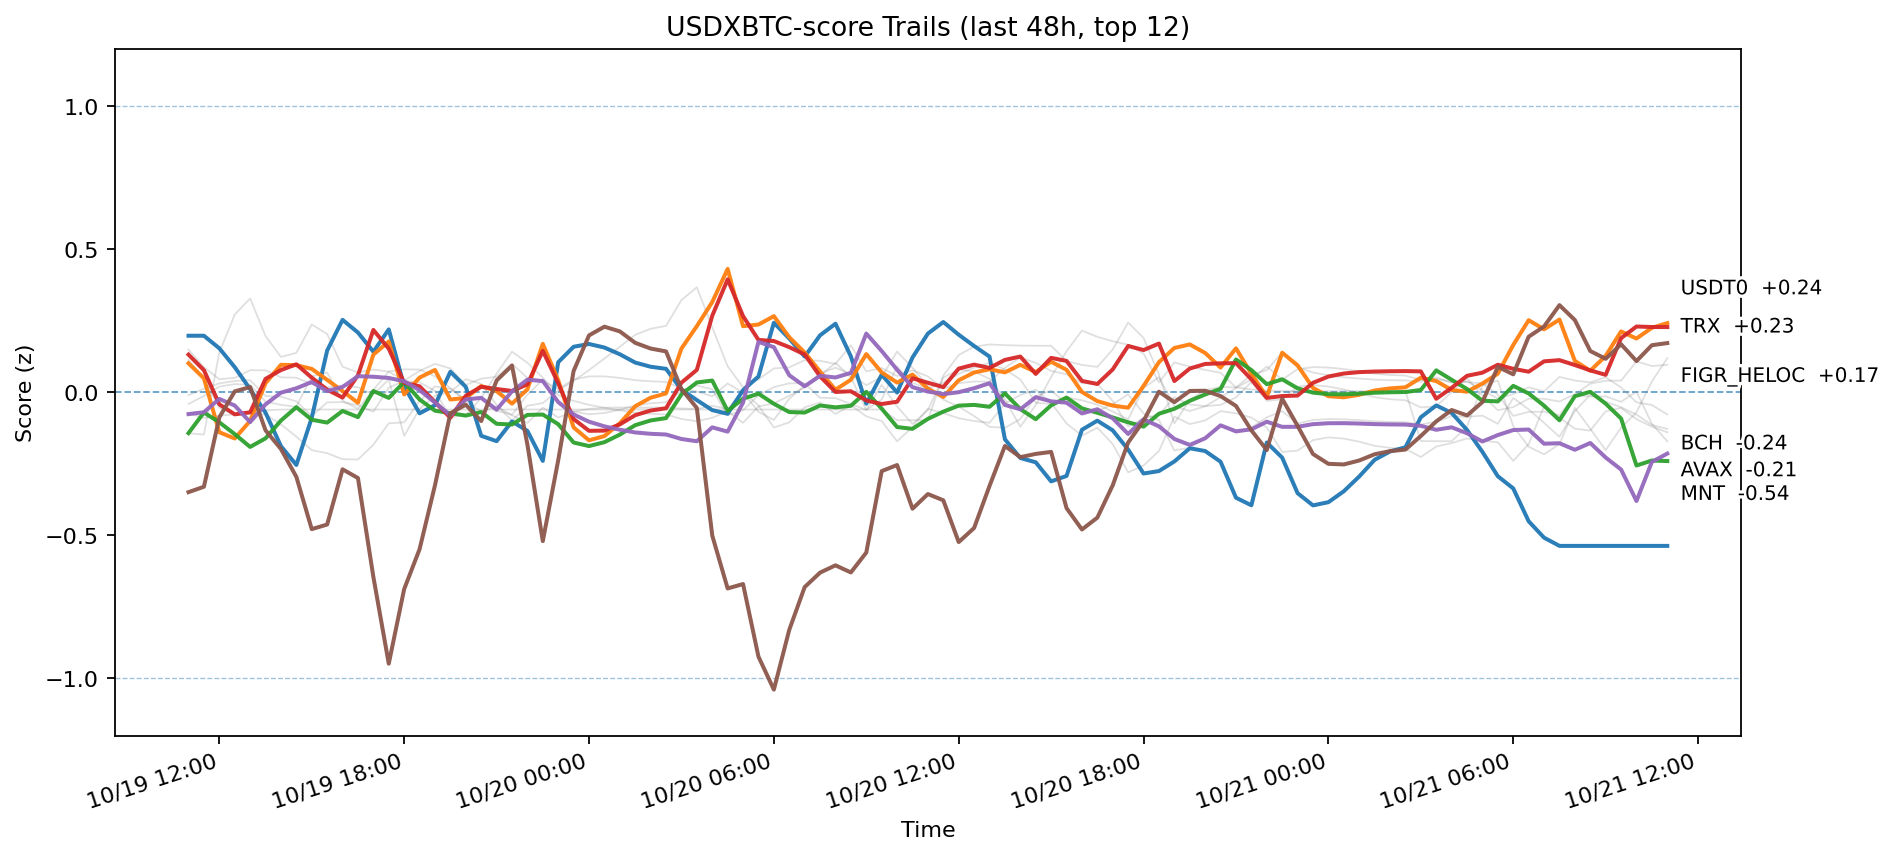 USDXBTC-score Trails (last 48h, top 12)
Score (z)
1.0
0.5
0.0
−0.5
−1.0
USDT0 +0.24
TRX +0.23
FIGR_HELOC +0.17
BCH -0.24
AVAX -0.21
MNT -0.54
10/19 12:00
10/19 18:00
10/20 00:00
10/20 06:00
10/20 12:00
10/20 18:00
10/21 00:00
10/21 06:00
10/21 12:00
Time